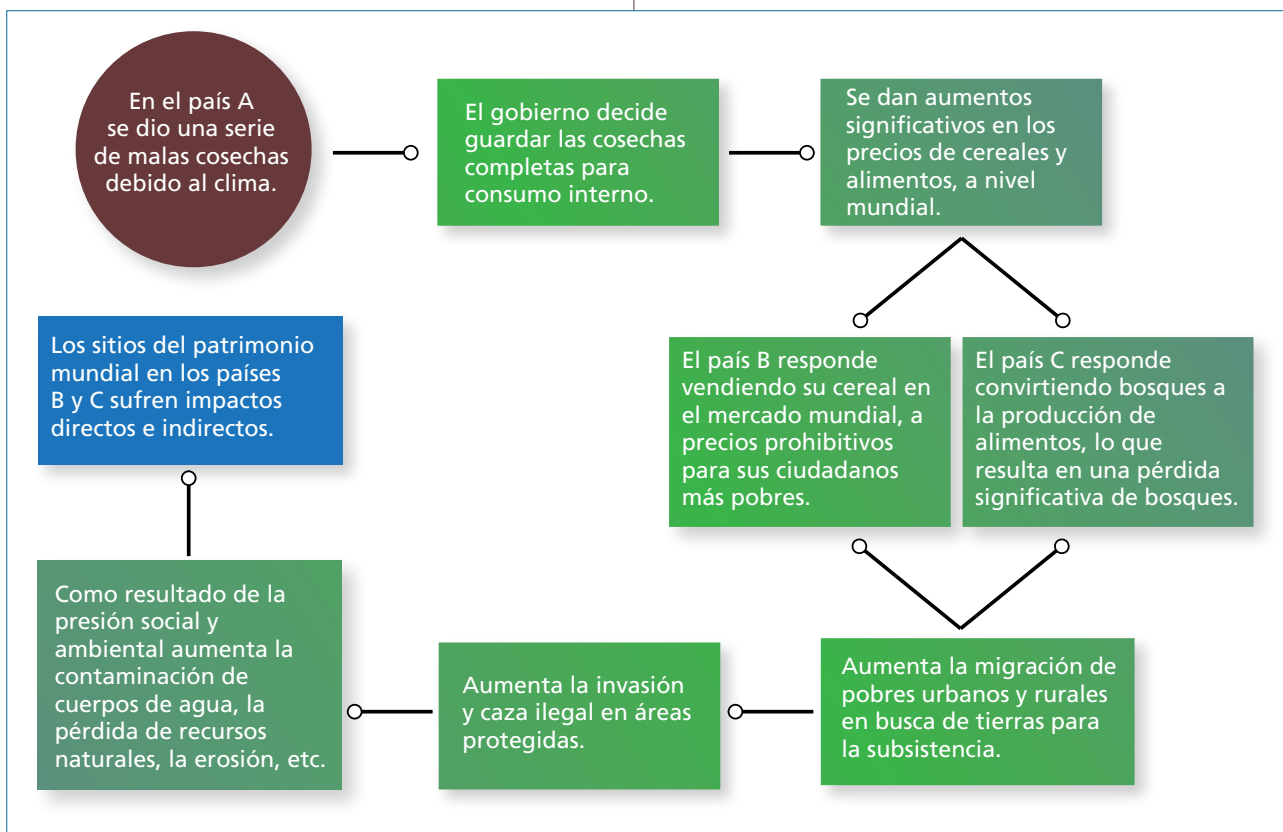 En el país A
se dio una serie
de malas cosechas
debido al clima.
El gobierno decide
guardar las cosechas
completas para
consumo interno.
Se dan aumentos
significativos en los
precios de cereales y
alimentos, a nivel
mundial.
El país B responde
vendiendo su cereal en
el mercado mundial, a
precios prohibitivos
para sus ciudadanos
más pobres.
El país C responde
convirtiendo bosques a
la producción de
alimentos, lo que
resulta en una pérdida
significativa de bosques.
Aumenta la migración de
pobres urbanos y rurales
en busca de tierras para
la subsistencia.
Aumenta la invasión
y caza ilegal en áreas
protegidas.
Como resultado de la
presión social y
ambiental aumenta la
contaminación de
cuerpos de agua, la
pérdida de recursos
naturales, la erosión, etc.
Los sitios del patrimonio
mundial en los países
B y C sufren impactos
directos e indirectos.